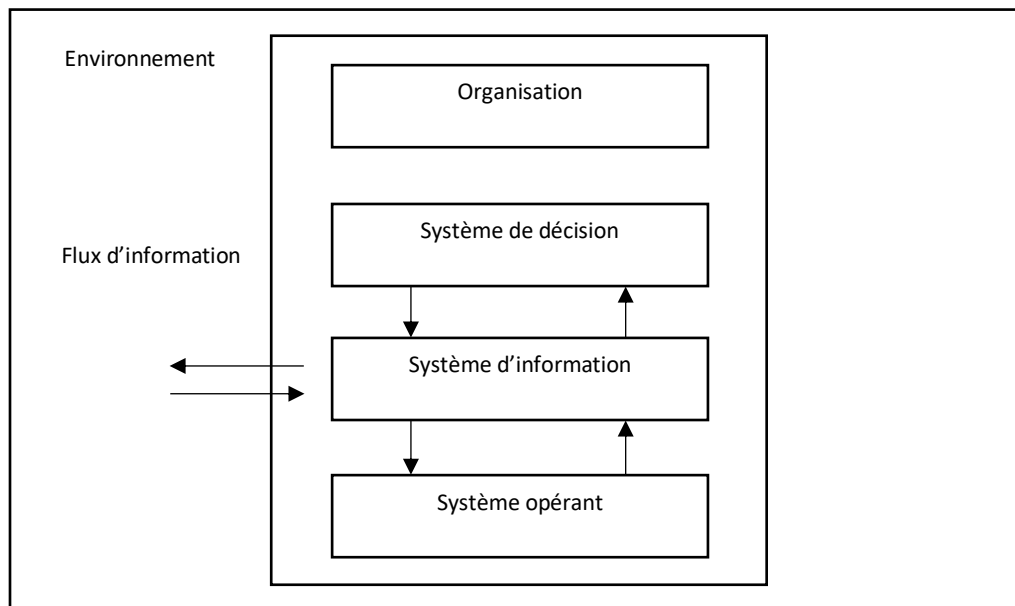 Environnement
Organisation
Système de décision
Flux d’information
Système d’information
Système opérant